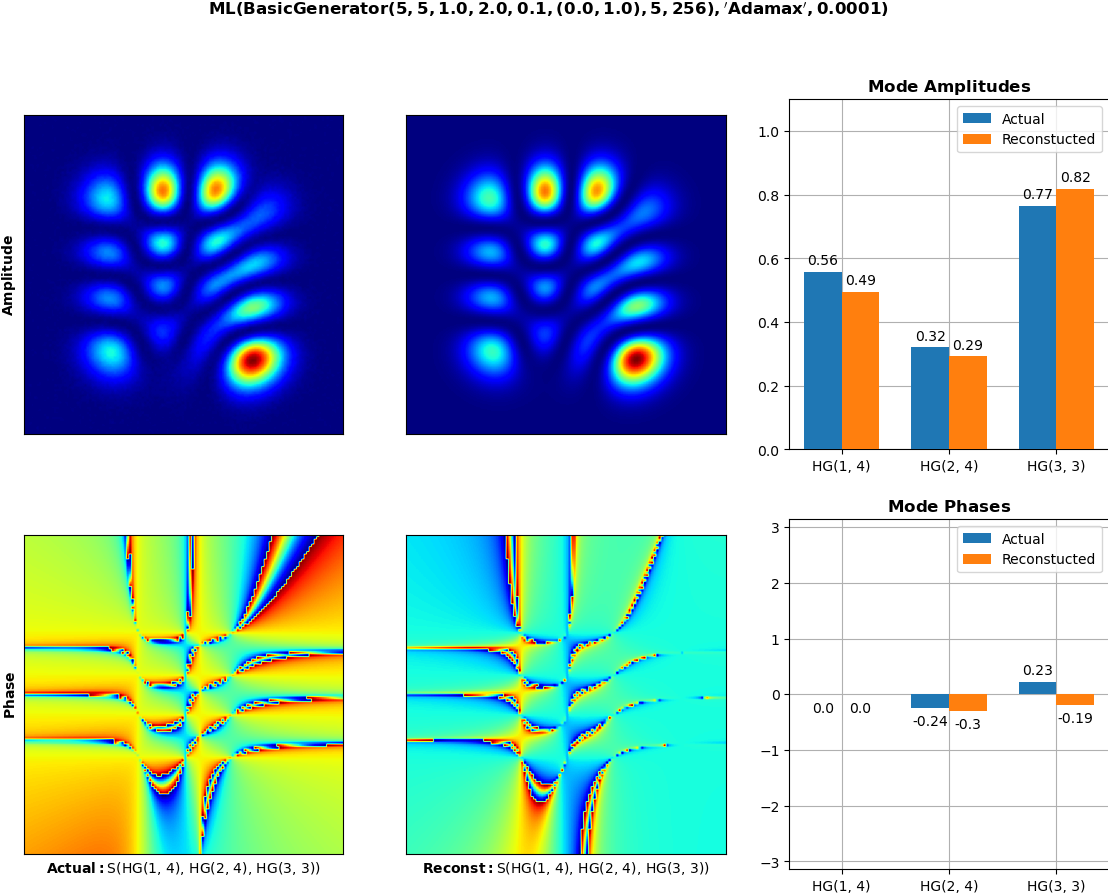 ML(BasicGenerator(5, 5, 1.0, 2.0, 0.1, (0.0, 1.0), 5, 256), ′Adamax′, 0.0001)
Amplitude
Mode Amplitudes
Actual
Reconstucted
1.0
0.8
0.6
0.4
0.2
0.0
0.56
0.49
0.32
0.29
0.77
0.82
HG(1, 4)
HG(2, 4)
HG(3, 3)
Phase
Actual: S(HG(1, 4), HG(2, 4), HG(3, 3))
Reconst: S(HG(1, 4), HG(2, 4), HG(3, 3))
Mode Phases
Actual
Reconstucted
3
2
1
0
−1
−2
−3
0.0
0.0
-0.24
-0.3
0.23
-0.19
HG(1, 4)
HG(2, 4)
HG(3, 3)